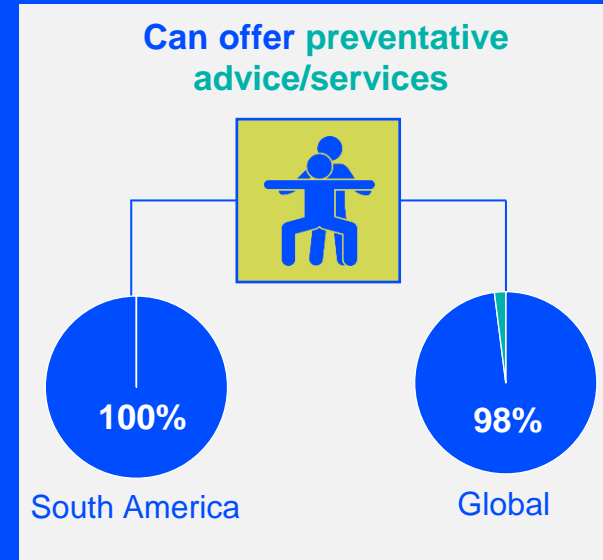 Can offer preventative
advice/services
100%
98%
South America
Global